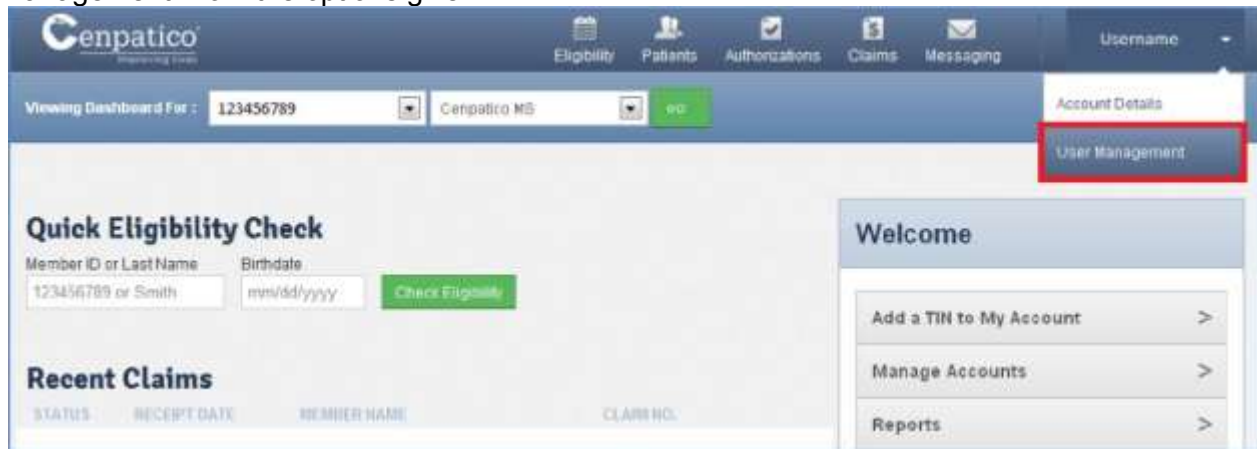 Cenpatico
Eligibility Patients Authorizations Claims Messaging Username
Viewing Dashboard For : 123456789 Cenpatico MS GO
Account Details
User Management
Quick Eligibility Check
Member ID or Last Name Birthdate
123456789 or Smith mm/dd/yyyy Check Eligibility
Welcome
Add a TIN to My Account >
Manage Accounts >
Reports >
Recent Claims
STATUS RECEIPT DATE MEMBER NAME CLAIM NO.